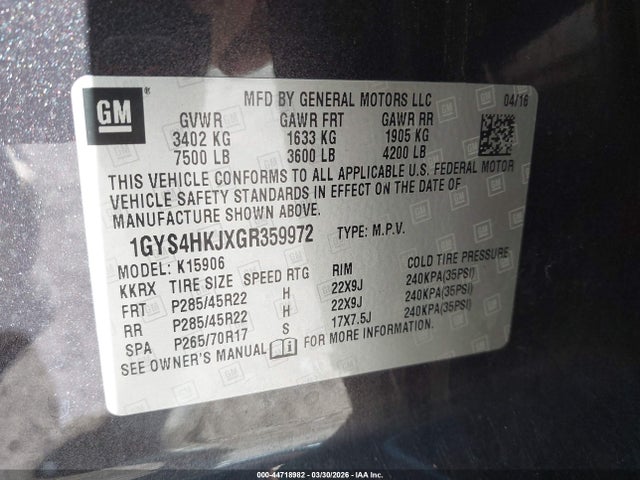 GM
MFD BY GENERAL MOTORS LLC 04/16
GVWR GAWR FRT GAWR RR
3402 KG 1633 KG 1905 KG
7500 LB 3600 LB 4200 LB
THIS VEHICLE CONFORMS TO ALL APPLICABLE U.S. FEDERAL MOTOR
VEHICLE SAFETY STANDARDS IN EFFECT ON THE DATE OF
MANUFACTURE SHOWN ABOVE.
1GYS4HKJXGR359972 TYPE: M.P.V.
MODEL: K15906
KKRX TIRE SIZE SPEED RTG RIM COLD TIRE PRESSURE
FRT P285/45R22 H 22X9J 240KPA(35PSI)
RR P285/45R22 H 22X9J 240KPA(35PSI)
SPA P265/70R17 S 17X7.5J 240KPA(35PSI)
SEE OWNER'S MANUAL FOR MORE INFORMATION.
000-44718982 | 03/30/2026 | IAA Inc.